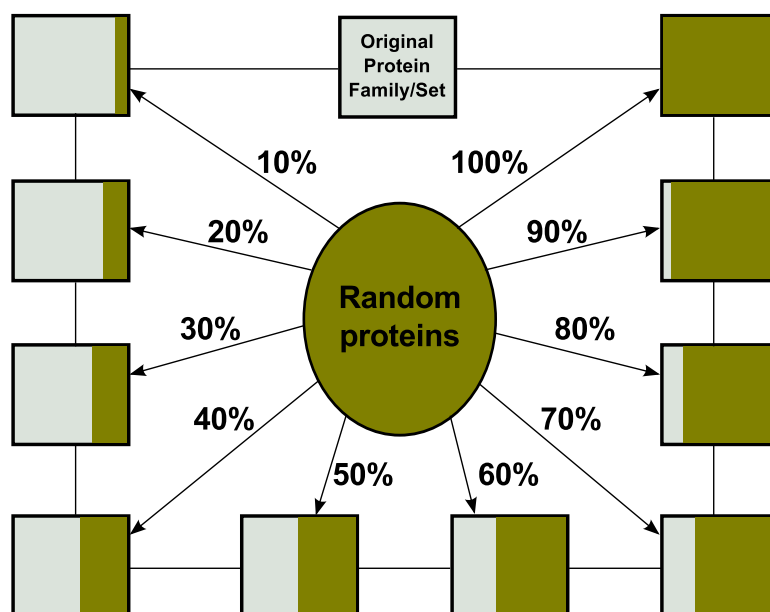 Original
Protein
Family/Set
10%
100%
20%
90%
Random
proteins
30%
80%
40%
70%
50%
60%